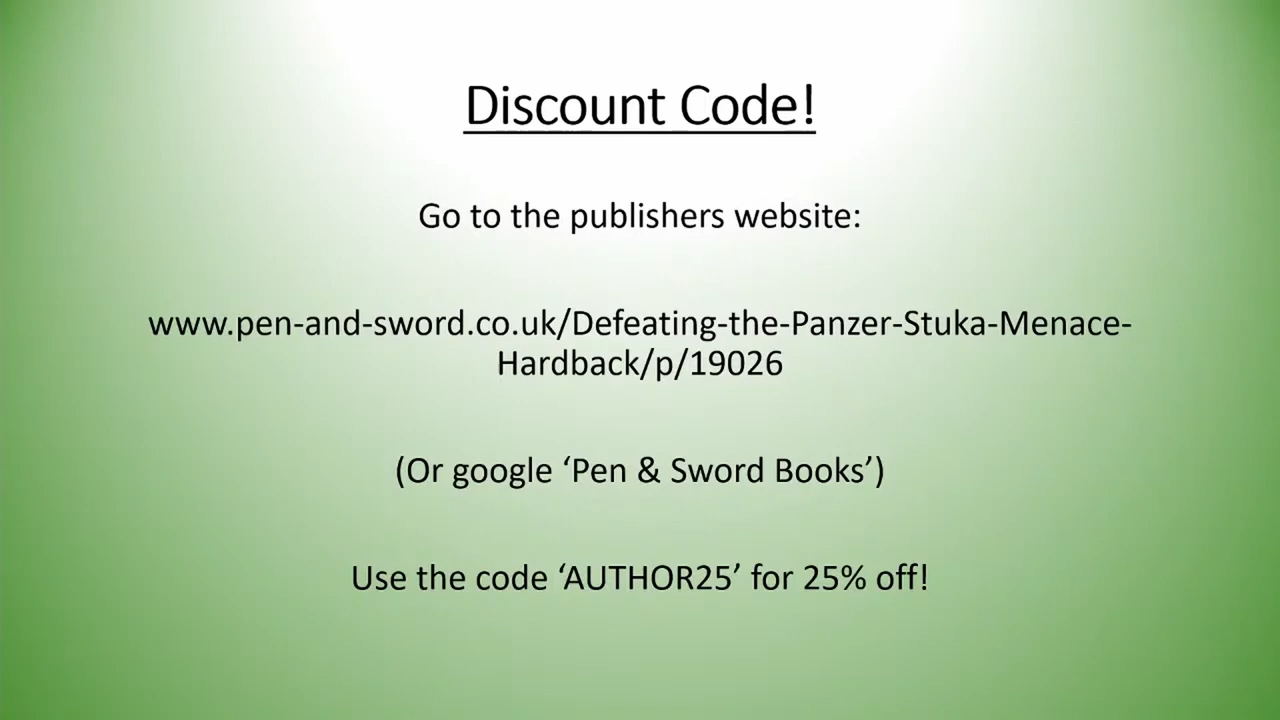 Discount Code!
Go to the publishers website:
www.pen-and-sword.co.uk/Defeating-the-Panzer-Stuka-Menace-
Hardback/p/19026
(Or google ‘Pen & Sword Books’)
Use the code ‘AUTHOR25’ for 25% off!